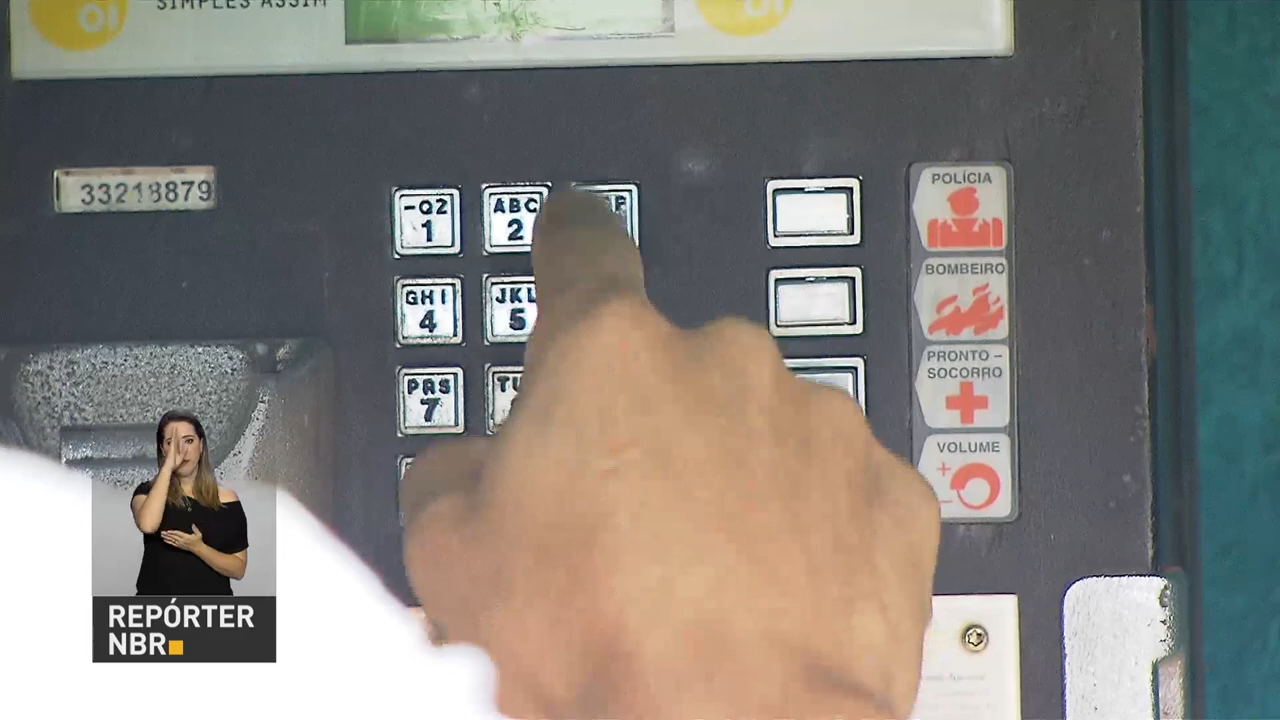 oi
SIMPLES ASSIM
oi
33218879
-QZ
1
ABC
2
GHI
4
JKL
5
PRS
7
POLÍCIA
BOMBEIRO
PRONTO-
SOCORRO
VOLUME
+
-
REPÓRTER
NBR